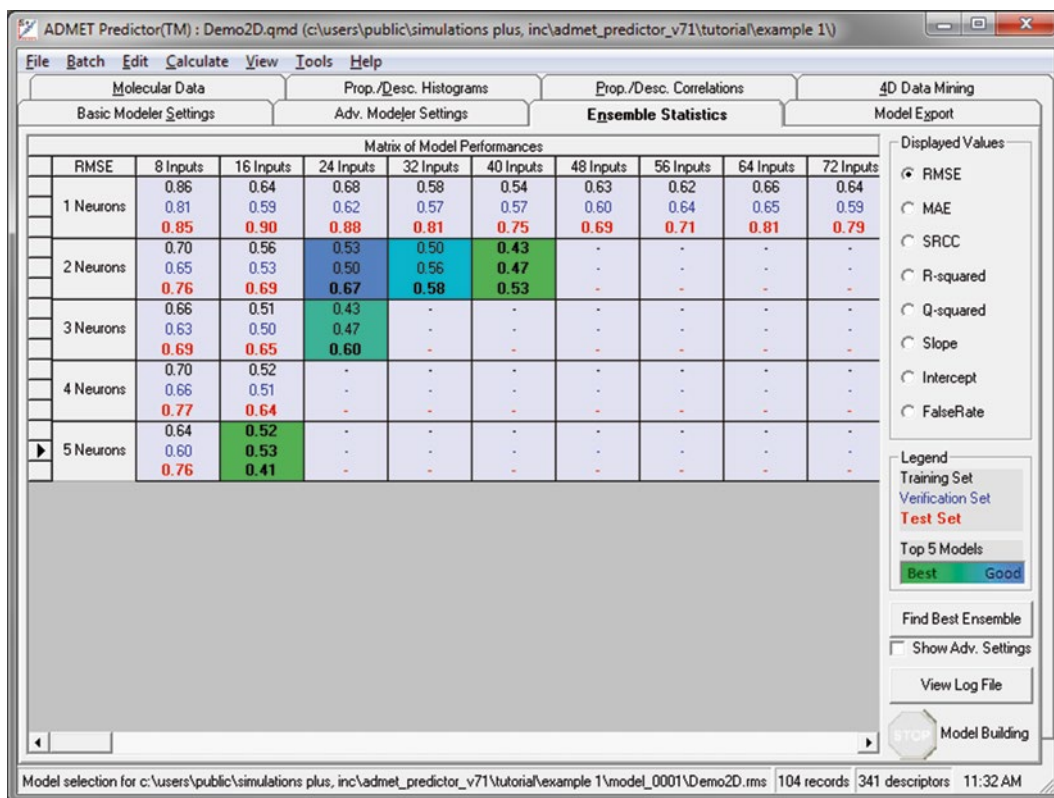 ADMET Predictor(TM) : Demo2D.qmd (c:\users\public\simulations plus, inc\admet_predictor_v71\tutorial\example 1\)
File Batch Edit Calculate View Tools Help
Molecular Data Prop./Desc. Histograms Prop./Desc. Correlations 4D Data Mining
Basic Modeler Settings Adv. Modeler Settings Ensemble Statistics Model Export
Matrix of Model Performances
RMSE 8 Inputs 16 Inputs 24 Inputs 32 Inputs 40 Inputs 48 Inputs 56 Inputs 64 Inputs 72 Inputs
0.86 0.64 0.68 0.58 0.54 0.63 0.62 0.66 0.64
1 Neurons 0.81 0.59 0.62 0.57 0.57 0.60 0.64 0.65 0.59
0.85 0.90 0.88 0.81 0.75 0.69 0.71 0.81 0.79
0.70 0.56 0.53 0.50 0.43 - - - -
2 Neurons 0.65 0.53 0.50 0.56 0.47 - - - -
0.76 0.69 0.67 0.58 0.53 - - - -
0.66 0.51 0.43 - - - - - -
3 Neurons 0.63 0.50 0.47 - - - - - -
0.69 0.65 0.60 - - - - - -
0.70 0.52 - - - - - - -
4 Neurons 0.66 0.51 - - - - - - -
0.77 0.64 - - - - - - -
0.64 0.52 - - - - - - -
5 Neurons 0.60 0.53 - - - - - - -
0.76 0.41 - - - - - - -
Displayed Values
RMSE
MAE
SRCC
R-squared
Q-squared
Slope
Intercept
FalseRate
Legend
Training Set
Verification Set
Test Set
Top 5 Models
Best Good
Find Best Ensemble
Show Adv. Settings
View Log File
STOP Model Building
Model selection for c:\users\public\simulations plus, inc\admet_predictor_v71\tutorial\example 1\model_0001\Demo2D.rms 104 records 341 descriptors 11:32 AM